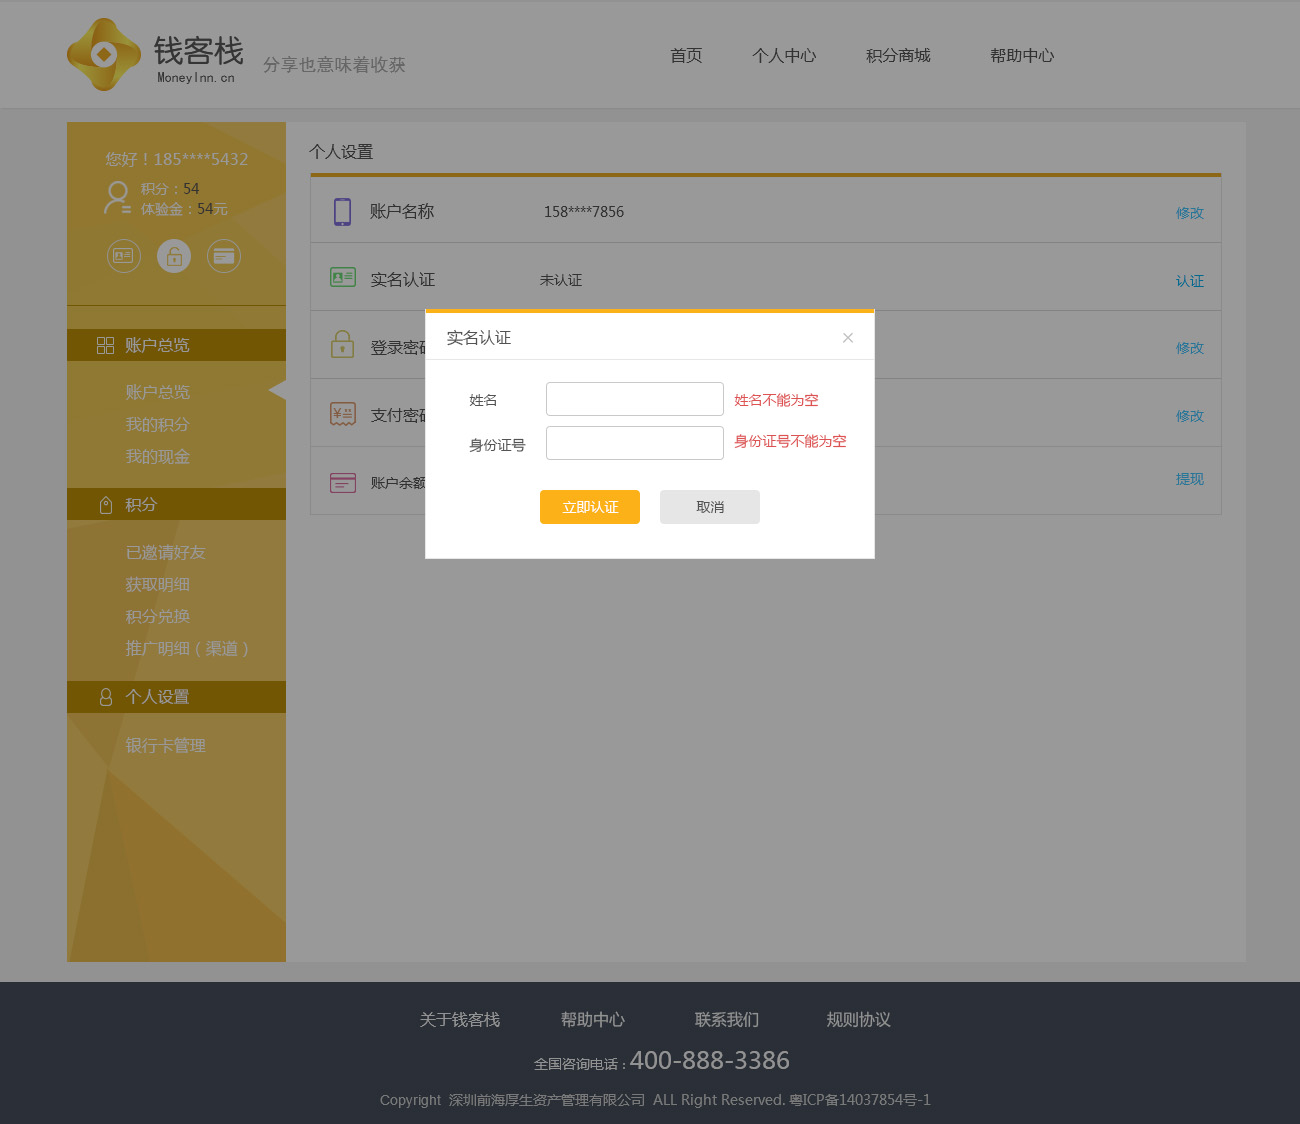 钱客栈
MoneyInn.cn
分享也意味着收获
首页 个人中心 积分商城 帮助中心
您好！185****5432
积分：54
体验金：54元
账户总览
账户总览
我的积分
我的现金
积分
已邀请好友
获取明细
积分兑换
推广明细（渠道）
个人设置
银行卡管理
个人设置
账户名称 158****7856 修改
实名认证 未认证 认证
登录密码 修改
支付密码 修改
账户余额 提现
实名认证 ×
姓名 姓名不能为空
身份证号 身份证号不能为空
立即认证 取消
关于钱客栈 帮助中心 联系我们 规则协议
全国咨询电话：400-888-3386
Copyright 深圳前海厚生资产管理有限公司 ALL Right Reserved. 粤ICP备14037854号-1